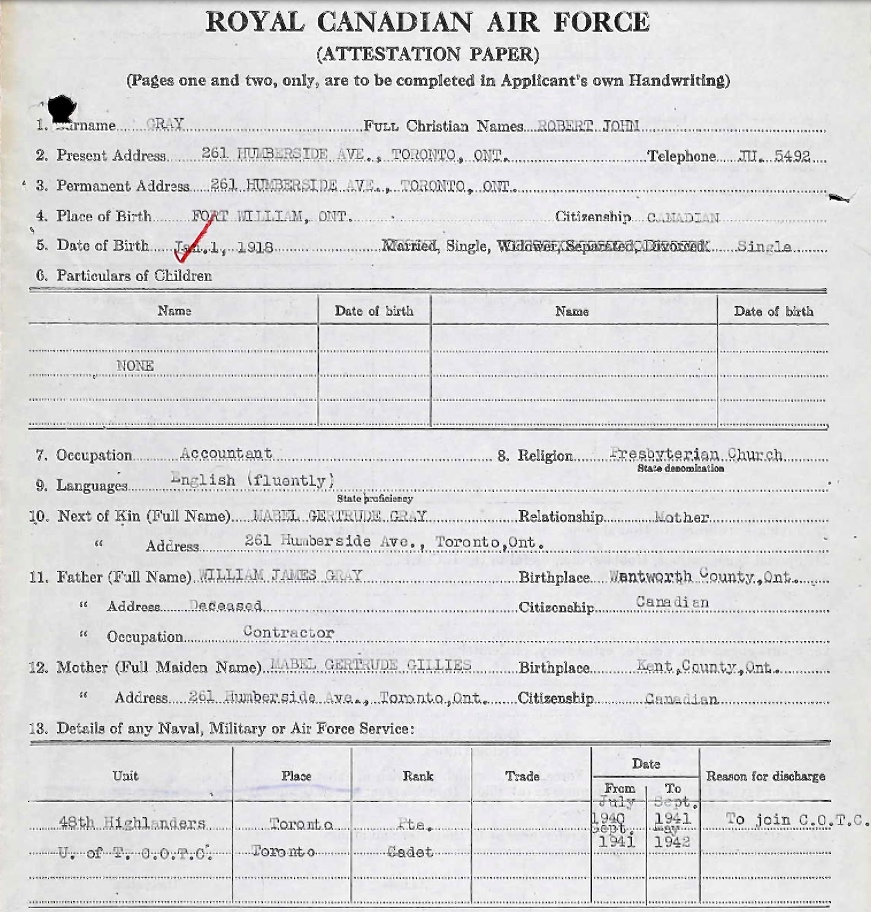 ROYAL CANADIAN AIR FORCE
(ATTESTATION PAPER)
(Pages one and two, only, are to be completed in Applicant's own Handwriting)
1. Surname GRAY Full Christian Names ROBERT JOHN
2. Present Address 261 HUMBERSIDE AVE., TORONTO, ONT. Telephone JU. 5492
3. Permanent Address 261 HUMBERSIDE AVE., TORONTO, ONT.
4. Place of Birth FORT WILLIAM, ONT. Citizenship CANADIAN
5. Date of Birth Jan.1, 1918 Married, Single, Widower, Separated, Divorced Single
6. Particulars of Children
Name Date of birth Name Date of birth
NONE
7. Occupation Accountant 8. Religion Presbyterian Church
State denomination
9. Languages English (fluently)
State proficiency
10. Next of Kin (Full Name) MABEL GERTRUDE GRAY Relationship Mother
" Address 261 Humberside Ave., Toronto,Ont.
11. Father (Full Name) WILLIAM JAMES GRAY Birthplace Wentworth County,Ont.
" Address Deceased Citizenship Canadian
" Occupation Contractor
12. Mother (Full Maiden Name) MABEL GERTRUDE GILLIES Birthplace Kent County,Ont.
" Address 261 Humberside Ave., Toronto,Ont. Citizenship Canadian
13. Details of any Naval, Military or Air Force Service:
Unit Place Rank Trade Date Reason for discharge
From To
July Sept.
48th Highlanders Toronto Pte. 1940 1941 To join C.O.T.C.
Sept. May
U. of T. C.O.T.C. Toronto Cadet 1941 1942